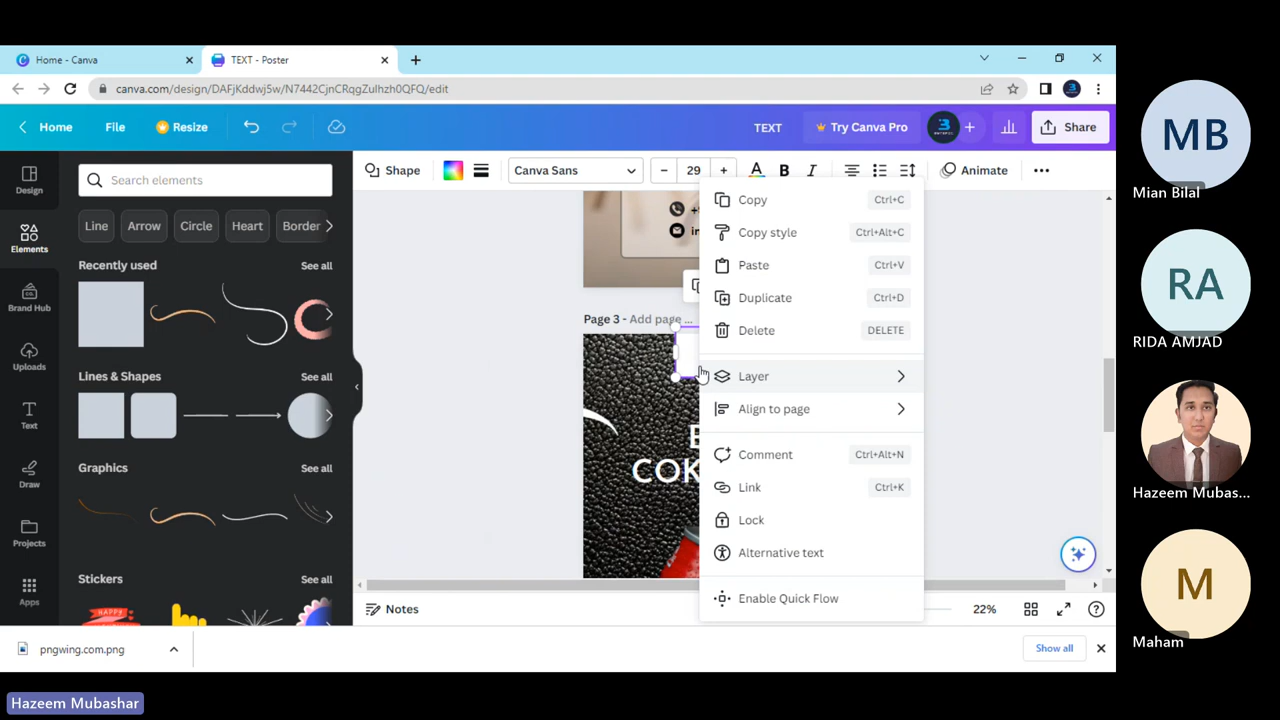 Home - Canva
TEXT - Poster
canva.com/design/DAFjKddwj5w/N7442CjnCRqgZuIhzh0QFQ/edit
Home
File
Resize
TEXT
Try Canva Pro
Share
Design
Elements
Brand Hub
Uploads
Text
Draw
Projects
Apps
Search elements
Line
Arrow
Circle
Heart
Border
Recently used
See all
Lines & Shapes
See all
Graphics
See all
Stickers
See all
HAPPY
Shape
Canva Sans
29
A
B
I
Animate
Page 3 - Add page ...
Copy
Ctrl+C
Copy style
Ctrl+Alt+C
Paste
Ctrl+V
Duplicate
Ctrl+D
Delete
DELETE
Layer
Align to page
Comment
Ctrl+Alt+N
Link
Ctrl+K
Lock
Alternative text
Enable Quick Flow
Notes
22%
pngwing.com.png
Show all
MB
Mian Bilal
RA
RIDA AMJAD
Hazeem Mubas...
M
Maham
Hazeem Mubashar